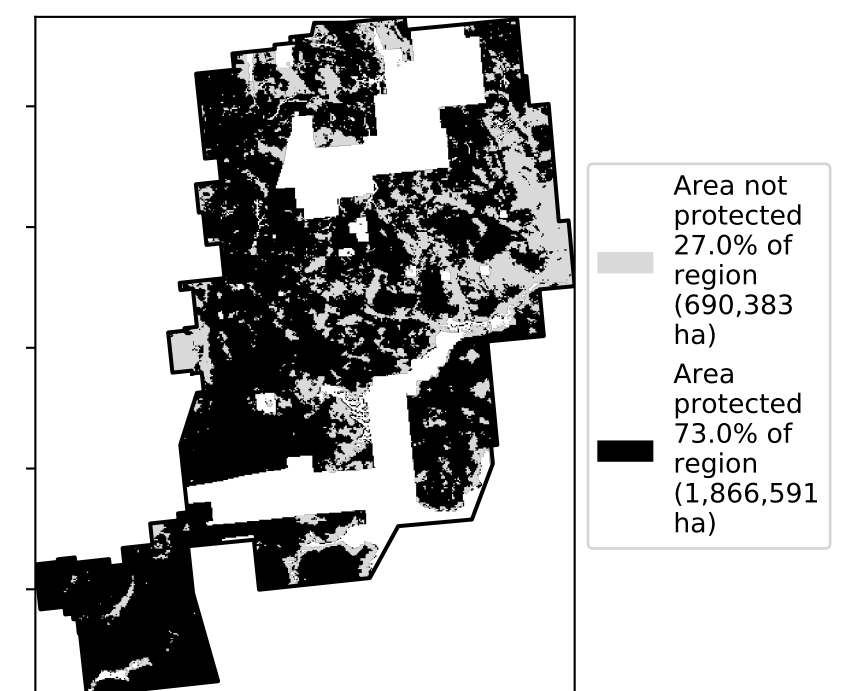 Area not
protected
27.0% of
region
(690,383
ha)
Area
protected
73.0% of
region
(1,866,591
ha)